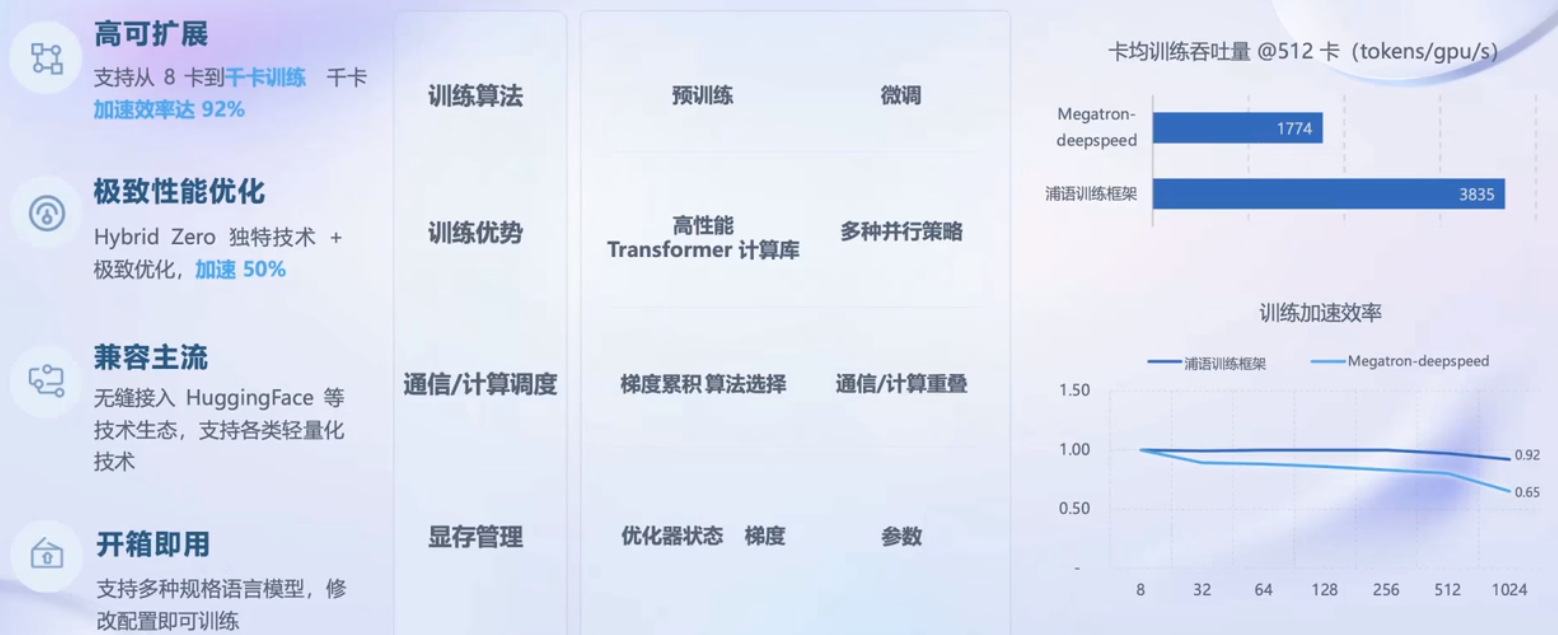 高可扩展
支持从 8 卡到千卡训练 千卡
加速效率达 92%
极致性能优化
Hybrid Zero 独特技术 +
极致优化，加速 50%
兼容主流
无缝接入 HuggingFace 等
技术生态，支持各类轻量化
技术
开箱即用
支持多种规格语言模型，修
改配置即可训练
训练算法
预训练 微调
训练优势
高性能
Transformer 计算库
多种并行策略
通信/计算调度
梯度累积 算法选择 通信/计算重叠
显存管理
优化器状态 梯度 参数
卡均训练吞吐量 @512 卡（tokens/gpu/s）
Megatron-
deepspeed
1774
浦语训练框架
3835
训练加速效率
浦语训练框架 Megatron-deepspeed
1.50
1.00
0.50
-
0.92
0.65
8 32 64 128 256 512 1024